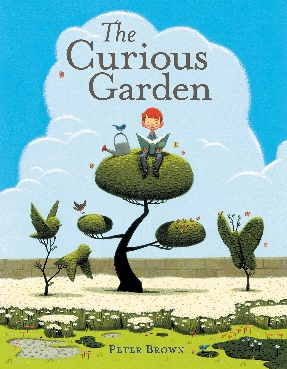 The
Curious
Garden
PETER BROWN